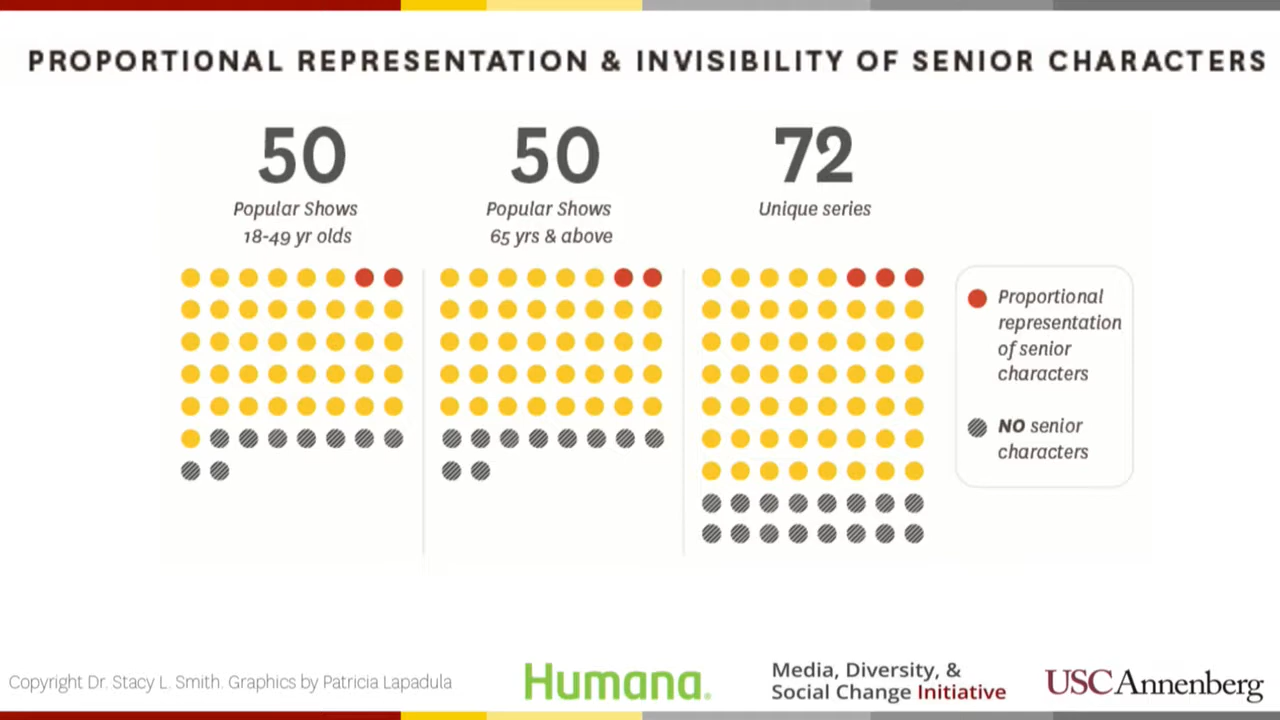 PROPORTIONAL REPRESENTATION & INVISIBILITY OF SENIOR CHARACTERS
50
Popular Shows
18-49 yr olds
50
Popular Shows
65 yrs & above
72
Unique series
Proportional
representation
of senior
characters
NO senior
characters
Copyright Dr. Stacy L. Smith. Graphics by Patricia Lapadula
Humana.
Media, Diversity, &
Social Change Initiative
USC Annenberg